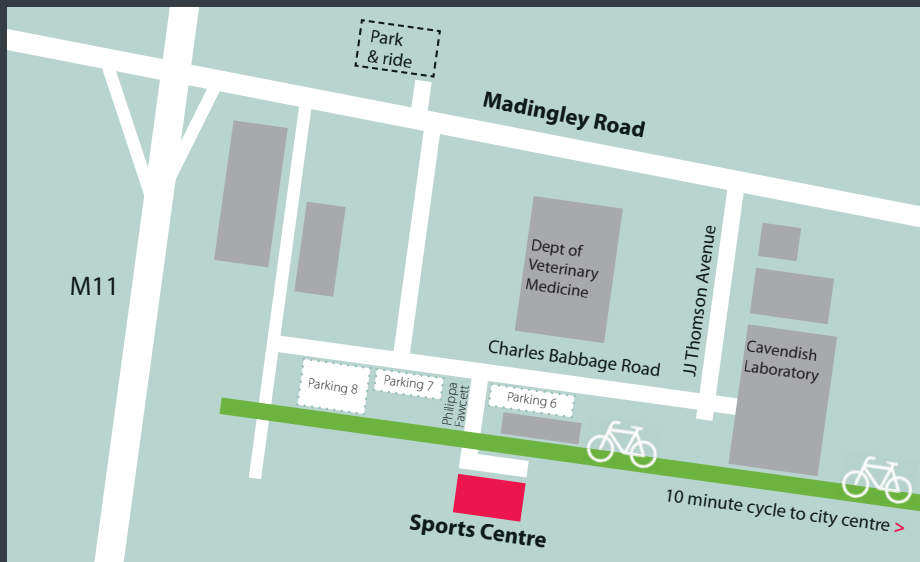 Park
& ride
Madingley Road
M11
Dept of
Veterinary
Medicine
JJ Thomson Avenue
Cavendish
Laboratory
Charles Babbage Road
Parking 8
Parking 7
Philippa
Fawcett
Parking 6
10 minute cycle to city centre >
Sports Centre